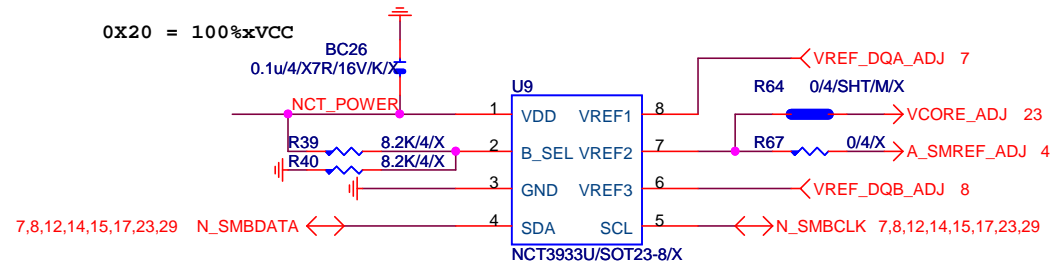 0X20 = 100%xVCC
BC26
0.1u/4/X7R/16V/K/X
NCT_POWER
U9
VREF_DQA_ADJ 7
R64 0/4/SHT/M/X
1 VDD VREF1 8
VCORE_ADJ 23
R39 8.2K/4/X
2 B_SEL VREF2 7
R67 0/4/X
A_SMREF_ADJ 4
R40 8.2K/4/X
3 GND VREF3 6
VREF_DQB_ADJ 8
7,8,12,14,15,17,23,29 N_SMBDATA
4 SDA SCL 5
N_SMBCLK 7,8,12,14,15,17,23,29
NCT3933U/SOT23-8/X